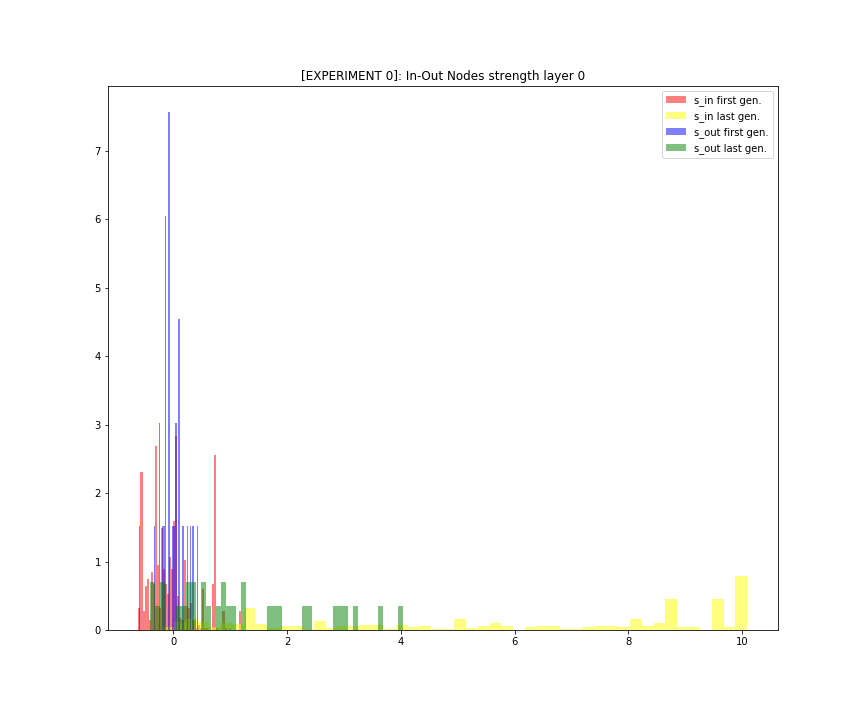 [EXPERIMENT 0]: In-Out Nodes strength layer 0
s_in first gen.
s_in last gen.
s_out first gen.
s_out last gen.
7
6
5
4
3
2
1
0
0 2 4 6 8 10